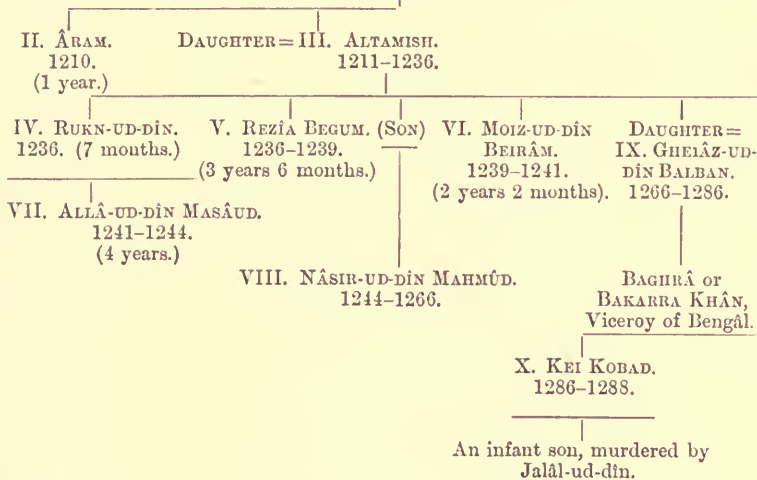 II. ÂRAM.
1210.
(1 year.)
DAUGHTER = III. ALTAMISH.
1211–1236.
IV. RUKN-UD-DÎN.
1236. (7 months.)
V. REZÎA BEGUM.
1236–1239.
(3 years 6 months.)
(SON)
VI. MOIZ-UD-DÎN
BEIRÂM.
1239–1241.
(2 years 2 months).
DAUGHTER =
IX. GHEIÂZ-UD-
DÎN BALBAN.
1266–1286.
VII. ALLÂ-UD-DÎN MASÂUD.
1241–1244.
(4 years.)
VIII. NÂSIR-UD-DÎN MAHMÛD.
1244–1266.
BAGHRÂ or
BAKARRA KHÂN,
Viceroy of Bengâl.
X. KEI KOBAD.
1286–1288.
An infant son, murdered by
Jalâl-ud-dîn.